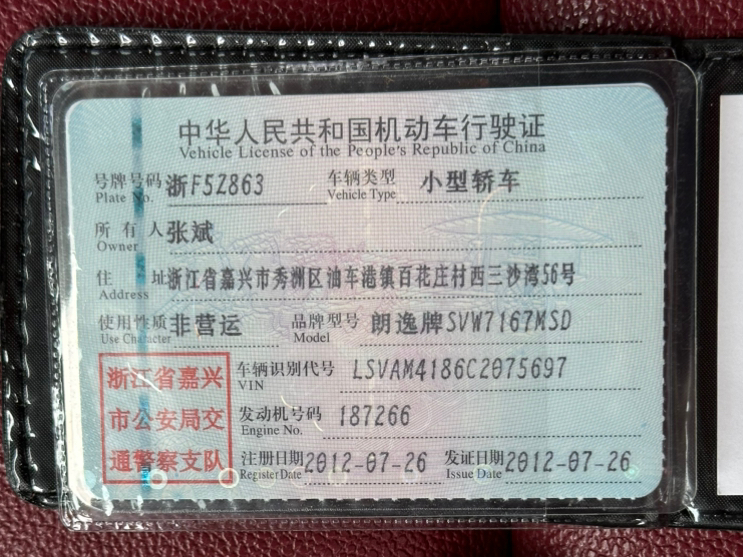 中华人民共和国机动车行驶证
Vehicle License of the People's Republic of China
号牌号码 浙F5Z863 车辆类型 小型轿车
Plate No. Vehicle Type
所有人 张斌
Owner
住址 浙江省嘉兴市秀洲区油车港镇百花庄村西三沙湾56号
Address
使用性质 非营运 品牌型号 朗逸牌SVW7167MSD
Use Character Model
浙江省嘉兴
市公安局交
通警察支队
车辆识别代号 LSVAM4186C2075697
VIN
发动机号码 187266
Engine No.
注册日期 2012-07-26 发证日期 2012-07-26
Register Date Issue Date